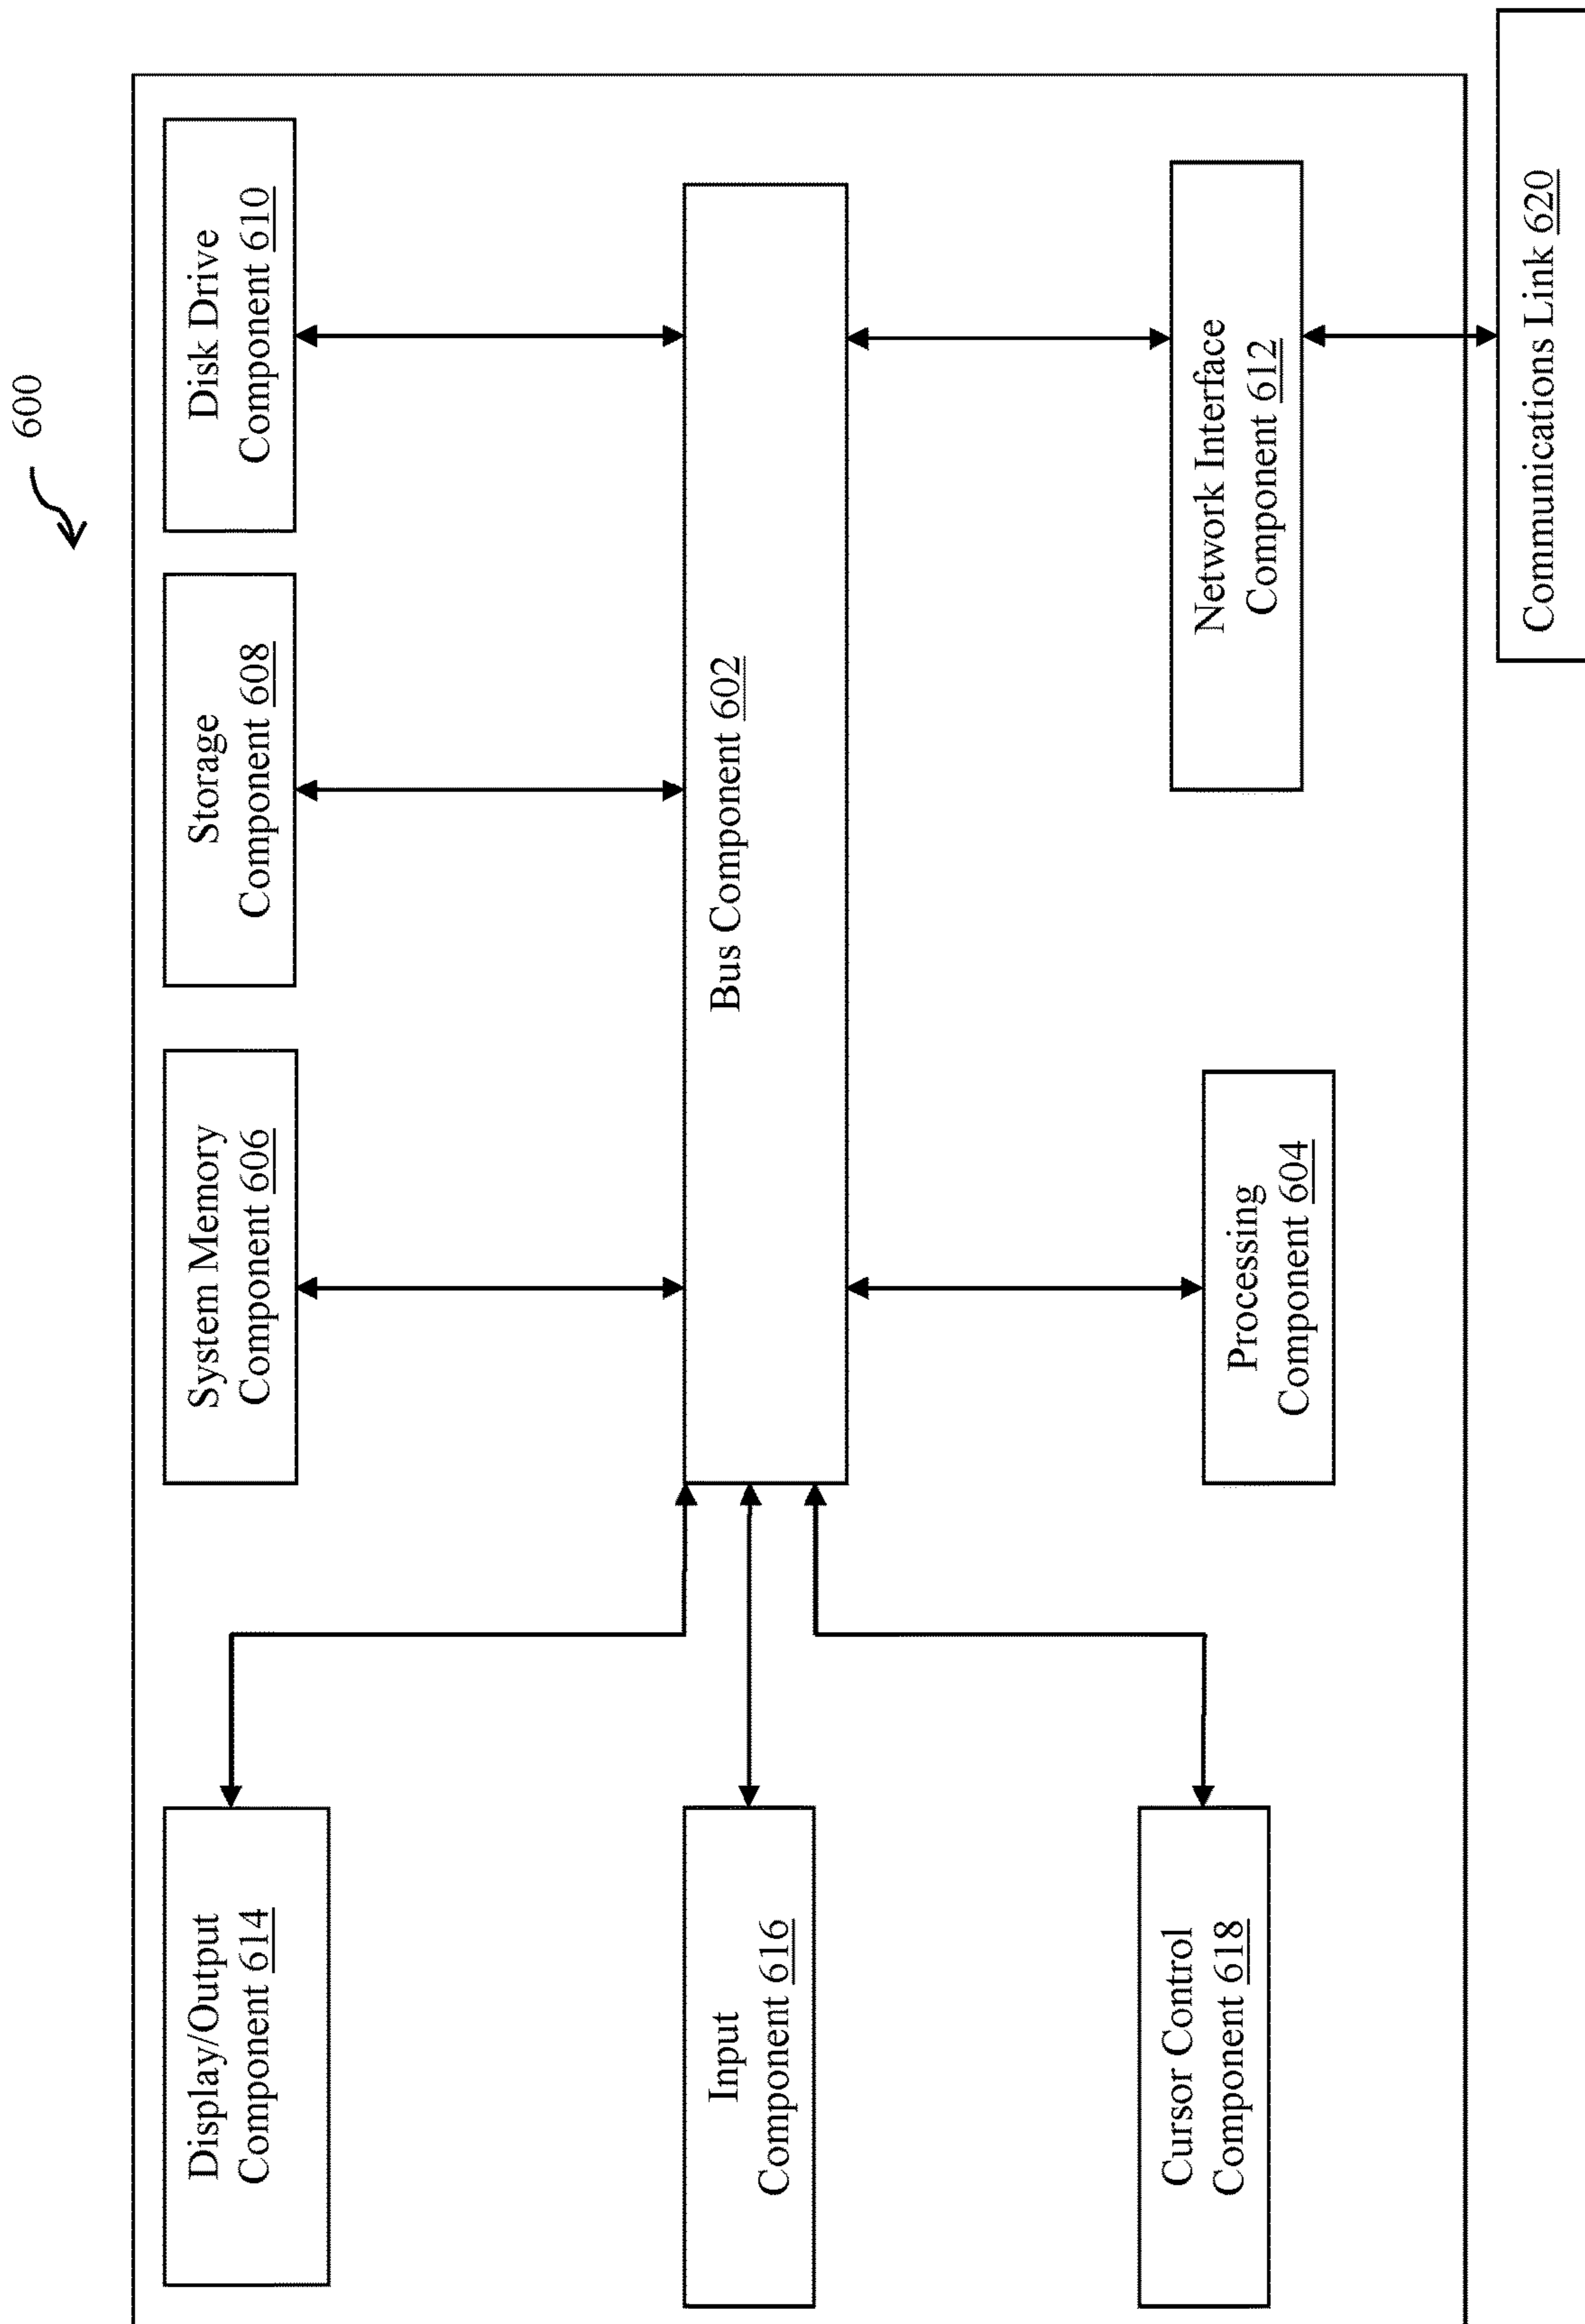 600
Display/Output
Component 614
System Memory
Component 606
Storage
Component 608
Disk Drive
Component 610
Input
Component 616
Bus Component 602
Cursor Control
Component 618
Processing
Component 604
Network Interface
Component 612
Communications Link 620